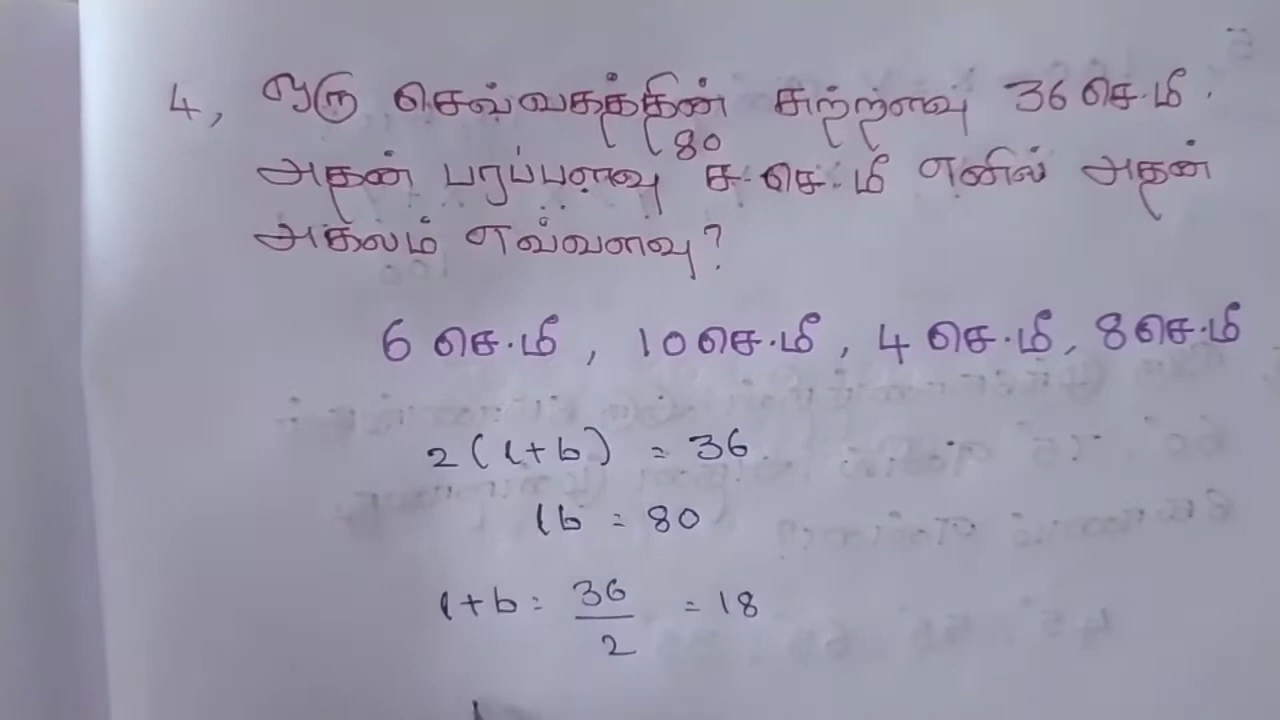 4, ஒரு செவ்வகத்தின் சுற்றளவு 36 செ.மீ.
80
அதன் பரப்பளவு ச.செ.மீ எனில் அதன்
அகலம் எவ்வளவு?
6 செ.மீ, 10 செ.மீ, 4 செ.மீ, 8 செ.மீ
2(l+b) = 36
lb = 80
l+b = 36/2 = 18